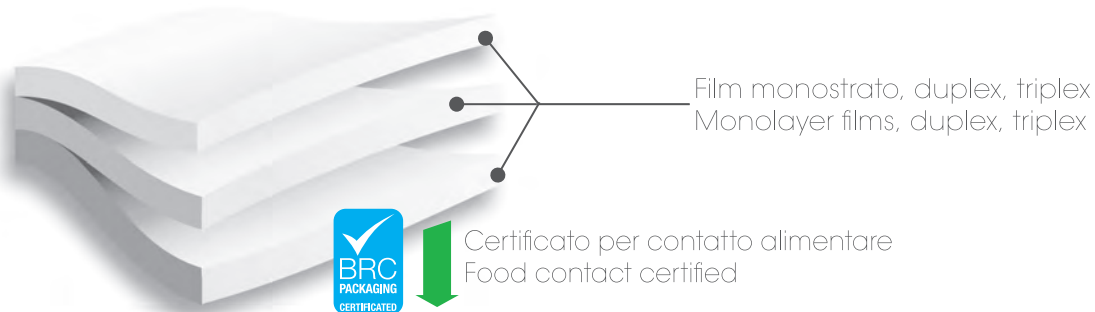 Film monostrato, duplex, triplex
Monolayer films, duplex, triplex
BRC
PACKAGING
CERTIFICATED
Certificato per contatto alimentare
Food contact certified